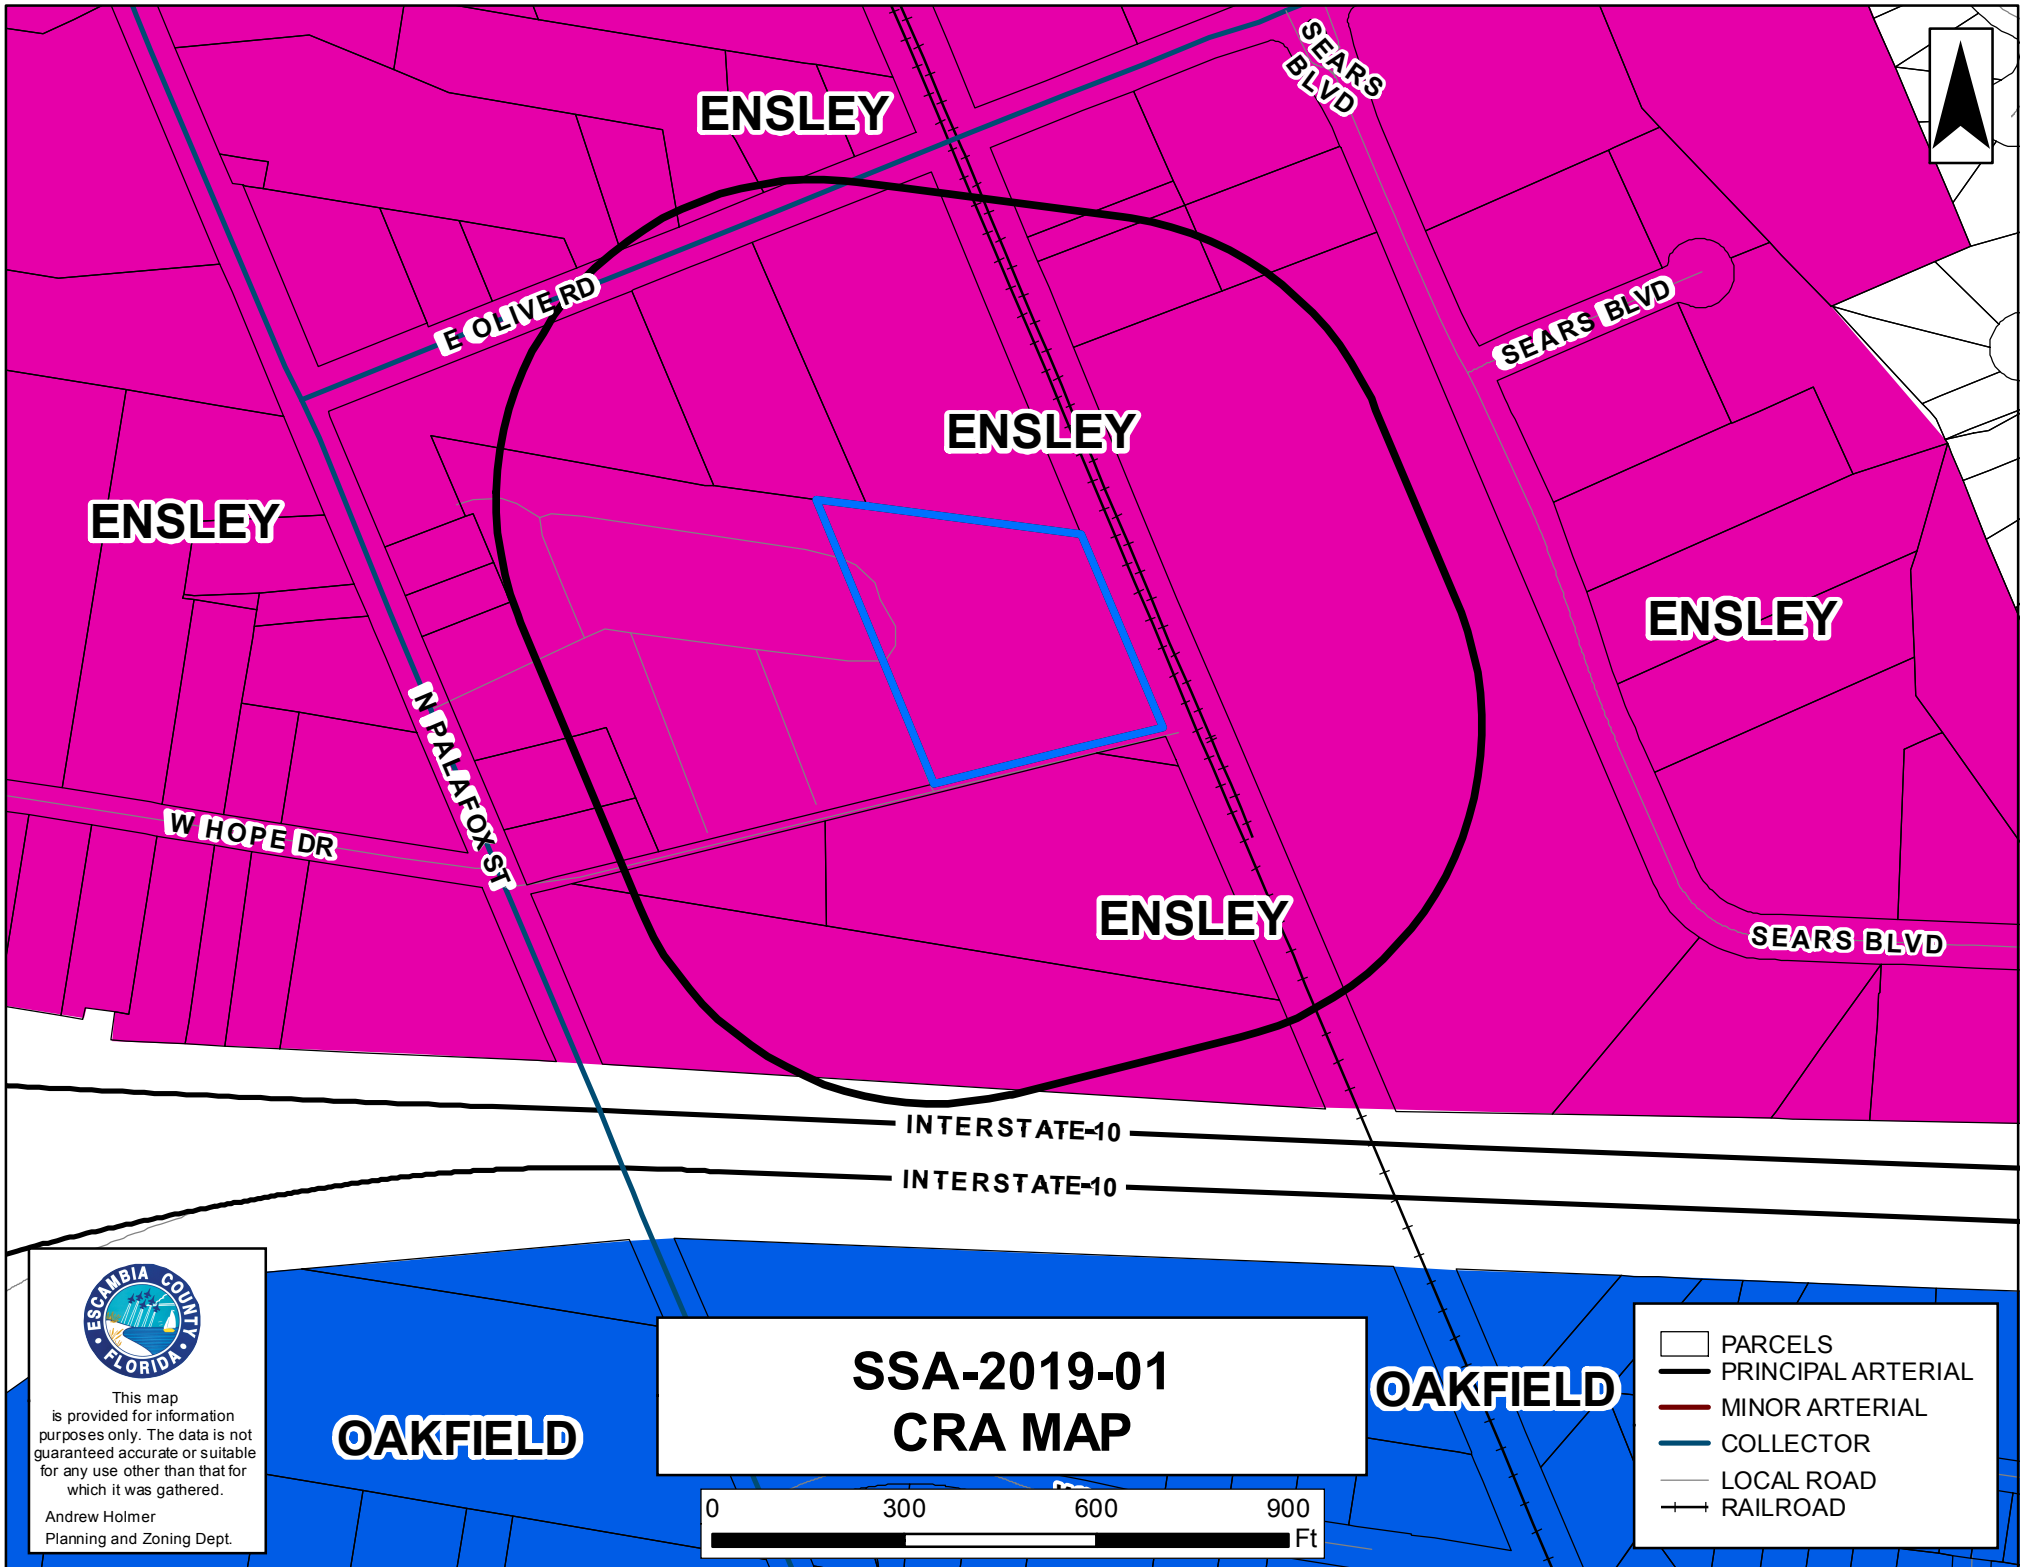 SEARS
BLVD
ENSLEY
E OLIVE RD
SEARS BLVD
ENSLEY
ENSLEY
ENSLEY
N PALAFOX ST
W HOPE DR
ENSLEY
SEARS BLVD
INTERSTATE-10
INTERSTATE-10
ESCAMBIA COUNTY
FLORIDA
This map
is provided for information
purposes only. The data is not
guaranteed accurate or suitable
for any use other than that for
which it was gathered.
Andrew Holmer
Planning and Zoning Dept.
OAKFIELD
SSA-2019-01
CRA MAP
OAKFIELD
0 300 600 900
Ft
PARCELS
PRINCIPAL ARTERIAL
MINOR ARTERIAL
COLLECTOR
LOCAL ROAD
RAILROAD